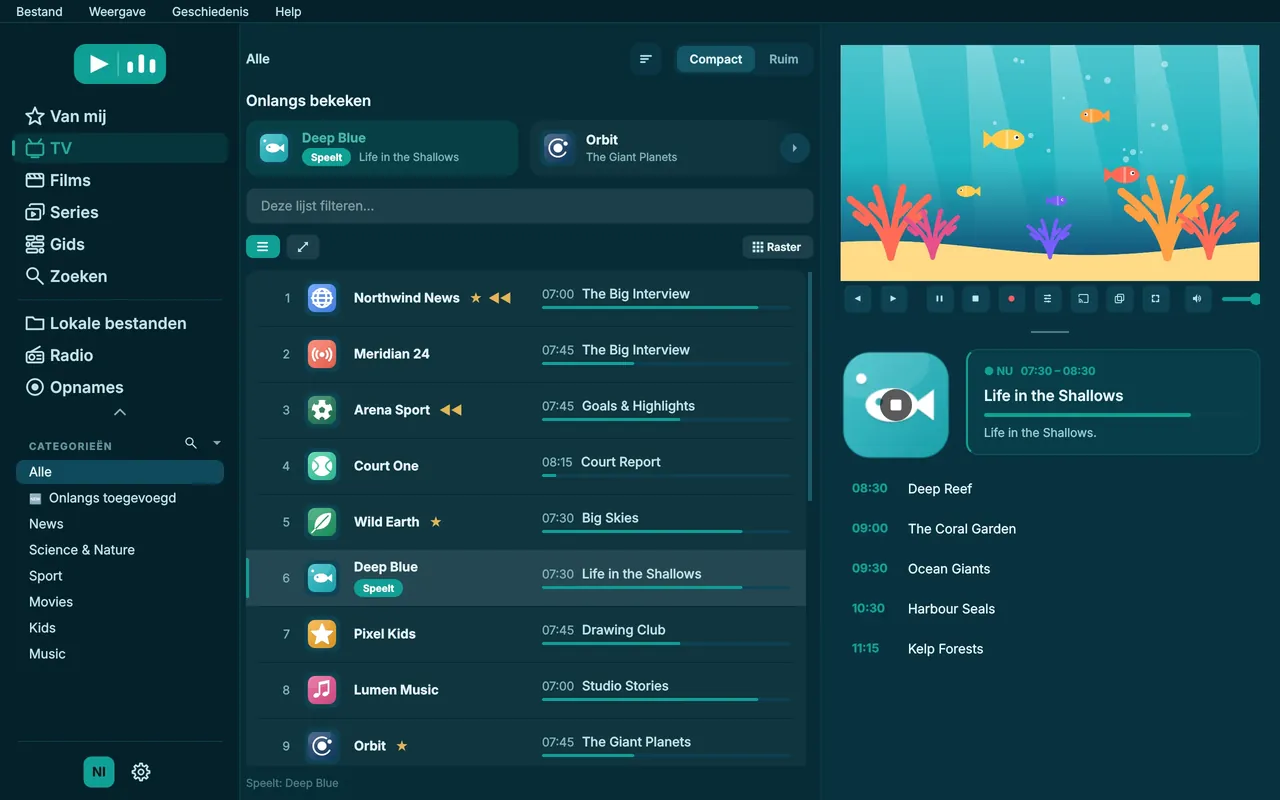 Bestand Weergave Geschiedenis Help
Van mij
TV
Films
Series
Gids
Zoeken
Lokale bestanden
Radio
Opnames
CATEGORIEËN
Alle
Onlangs toegevoegd
News
Science & Nature
Sport
Movies
Kids
Music
NI
Alle
Compact Ruim
Onlangs bekeken
Deep Blue
Speelt Life in the Shallows
Orbit
The Giant Planets
Deze lijst filteren...
Raster
1 Northwind News 07:00 The Big Interview
2 Meridian 24 07:45 The Big Interview
3 Arena Sport 07:45 Goals & Highlights
4 Court One 08:15 Court Report
5 Wild Earth 07:30 Big Skies
6 Deep Blue 07:30 Life in the Shallows
Speelt
7 Pixel Kids 07:45 Drawing Club
8 Lumen Music 07:00 Studio Stories
9 Orbit 07:45 The Giant Planets
Speelt: Deep Blue
NU 07:30 – 08:30
Life in the Shallows
Life in the Shallows.
08:30 Deep Reef
09:00 The Coral Garden
09:30 Ocean Giants
10:30 Harbour Seals
11:15 Kelp Forests